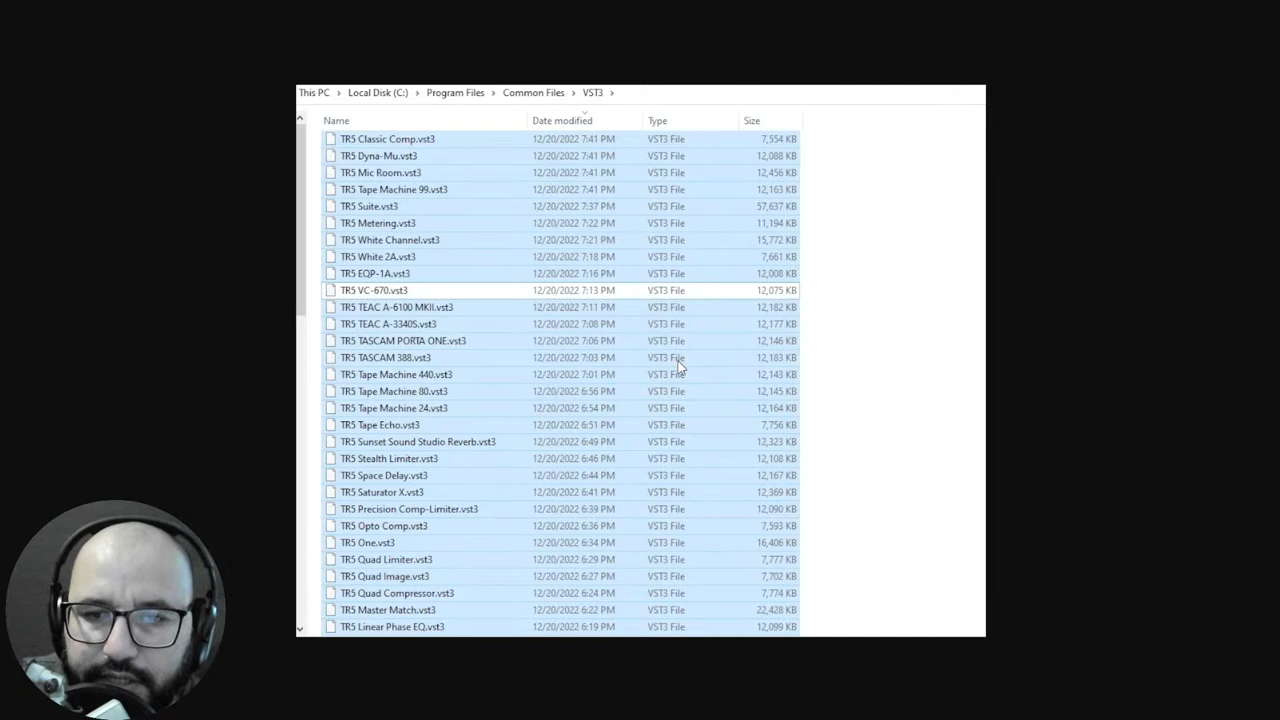 This PC > Local Disk (C:) > Program Files > Common Files > VST3 >
Name Date modified Type Size
TR5 Classic Comp.vst3 12/20/2022 7:41 PM VST3 File 7,554 KB
TR5 Dyna-Mu.vst3 12/20/2022 7:41 PM VST3 File 12,088 KB
TR5 Mic Room.vst3 12/20/2022 7:41 PM VST3 File 12,456 KB
TR5 Tape Machine 99.vst3 12/20/2022 7:41 PM VST3 File 12,163 KB
TR5 Suite.vst3 12/20/2022 7:37 PM VST3 File 57,637 KB
TR5 Metering.vst3 12/20/2022 7:22 PM VST3 File 11,194 KB
TR5 White Channel.vst3 12/20/2022 7:21 PM VST3 File 15,772 KB
TR5 White 2A.vst3 12/20/2022 7:18 PM VST3 File 7,661 KB
TR5 EQP-1A.vst3 12/20/2022 7:16 PM VST3 File 12,008 KB
TR5 VC-670.vst3 12/20/2022 7:13 PM VST3 File 12,075 KB
TR5 TEAC A-6100 MKII.vst3 12/20/2022 7:11 PM VST3 File 12,182 KB
TR5 TEAC A-3340S.vst3 12/20/2022 7:08 PM VST3 File 12,177 KB
TR5 TASCAM PORTA ONE.vst3 12/20/2022 7:06 PM VST3 File 12,146 KB
TR5 TASCAM 388.vst3 12/20/2022 7:03 PM VST3 File 12,183 KB
TR5 Tape Machine 440.vst3 12/20/2022 7:01 PM VST3 File 12,143 KB
TR5 Tape Machine 80.vst3 12/20/2022 6:56 PM VST3 File 12,145 KB
TR5 Tape Machine 24.vst3 12/20/2022 6:54 PM VST3 File 12,164 KB
TR5 Tape Echo.vst3 12/20/2022 6:51 PM VST3 File 7,756 KB
TR5 Sunset Sound Studio Reverb.vst3 12/20/2022 6:49 PM VST3 File 12,323 KB
TR5 Stealth Limiter.vst3 12/20/2022 6:46 PM VST3 File 12,108 KB
TR5 Space Delay.vst3 12/20/2022 6:44 PM VST3 File 12,167 KB
TR5 Saturator X.vst3 12/20/2022 6:41 PM VST3 File 12,369 KB
TR5 Precision Comp-Limiter.vst3 12/20/2022 6:39 PM VST3 File 12,090 KB
TR5 Opto Comp.vst3 12/20/2022 6:36 PM VST3 File 7,593 KB
TR5 One.vst3 12/20/2022 6:34 PM VST3 File 16,406 KB
TR5 Quad Limiter.vst3 12/20/2022 6:29 PM VST3 File 7,777 KB
TR5 Quad Image.vst3 12/20/2022 6:27 PM VST3 File 7,702 KB
TR5 Quad Compressor.vst3 12/20/2022 6:24 PM VST3 File 7,774 KB
TR5 Master Match.vst3 12/20/2022 6:22 PM VST3 File 22,428 KB
TR5 Linear Phase EQ.vst3 12/20/2022 6:19 PM VST3 File 12,099 KB